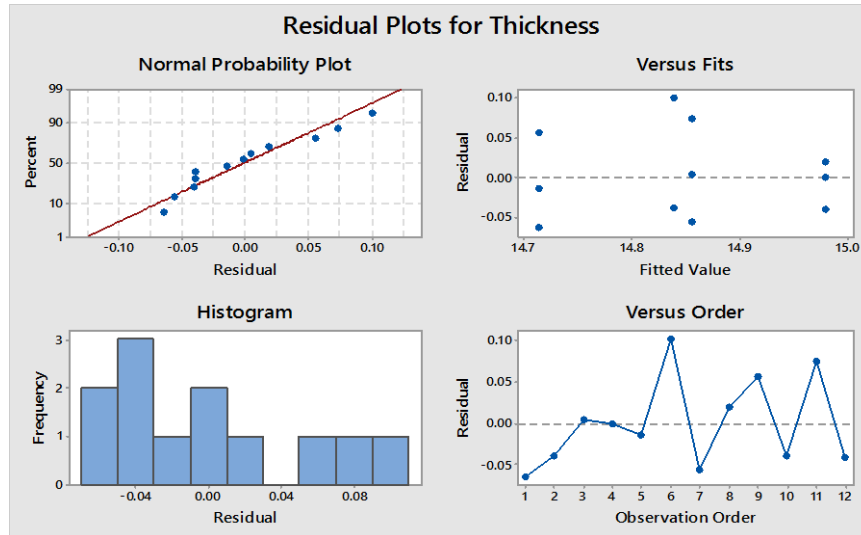 Residual Plots for Thickness
Normal Probability Plot
99
90
50
10
1
Percent
-0.10 -0.05 0.00 0.05 0.10
Residual
Versus Fits
0.10
0.05
0.00
-0.05
Residual
14.7 14.8 14.9 15.0
Fitted Value
Histogram
3
2
1
0
Frequency
-0.04 0.00 0.04 0.08
Residual
Versus Order
0.10
0.05
0.00
-0.05
Residual
1 2 3 4 5 6 7 8 9 10 11 12
Observation Order